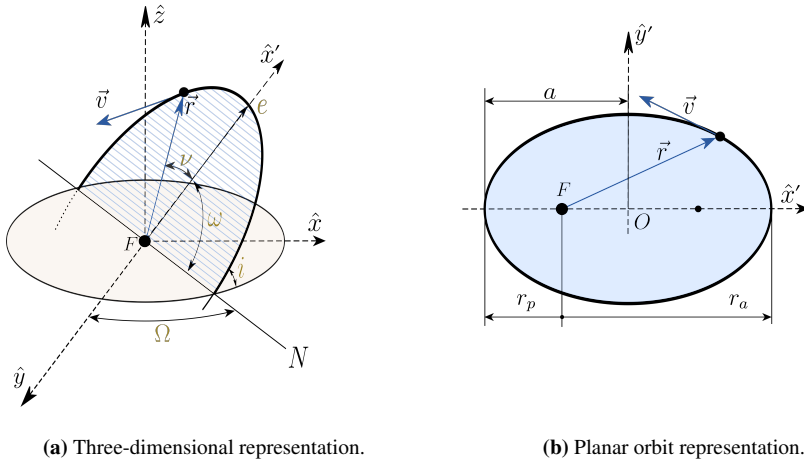 ẑ
x̂′
v⃗
r⃗
e
ν
ω
F
x̂
i
Ω
ŷ
N
(a) Three-dimensional representation.
ŷ′
a
v⃗
r⃗
F
O
x̂′
r_p
r_a
(b) Planar orbit representation.